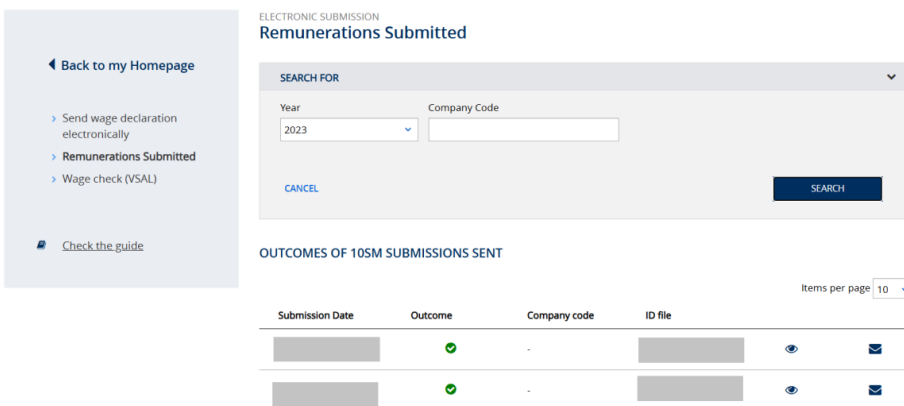 ELECTRONIC SUBMISSION
Remunerations Submitted
Back to my Homepage
Send wage declaration
electronically
Remunerations Submitted
Wage check (VSAL)
Check the guide
SEARCH FOR
Year
Company Code
2023
CANCEL
SEARCH
OUTCOMES OF 10SM SUBMISSIONS SENT
Items per page 10
Submission Date Outcome Company code ID file
-
-